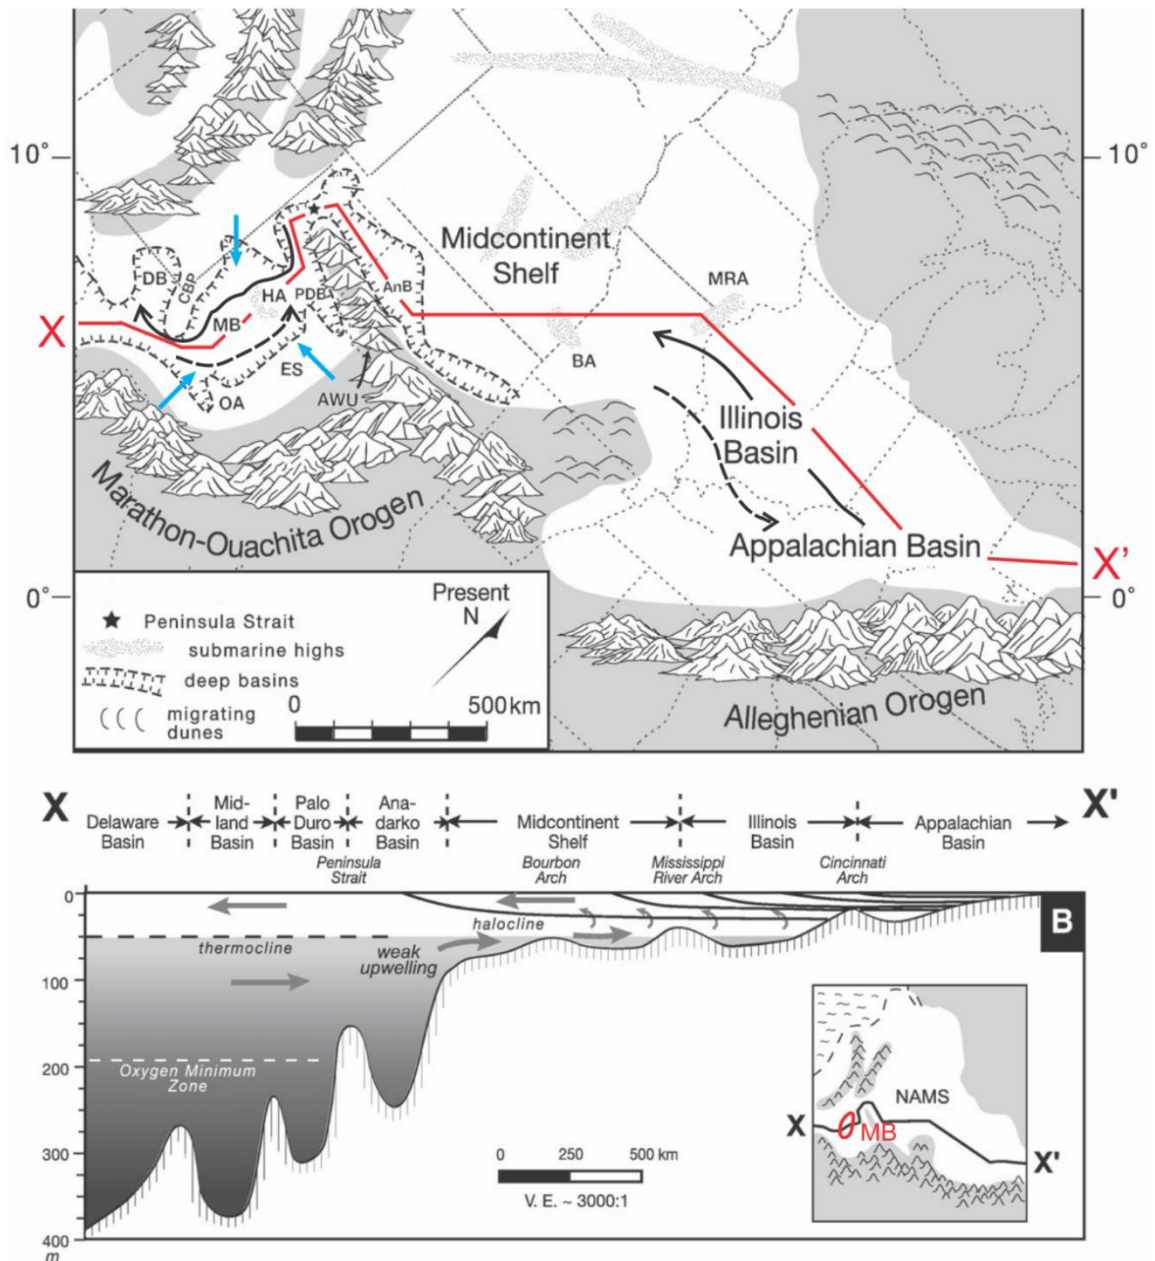 10°
10°
Midcontinent
Shelf
DB
CBP
HA
PDB
AnB
MRA
MB
X
BA
ES
OA
AWU
Illinois
Basin
Marathon-Ouachita Orogen
Appalachian Basin
X'
0°
0°
Present
N
Peninsula Strait
submarine highs
deep basins
migrating
dunes
0 500km
Alleghenian Orogen
X
X'
Delaware
Basin
Mid-
land
Basin
Palo
Duro
Basin
Ana-
darko
Basin
Midcontinent
Shelf
Illinois
Basin
Appalachian
Basin
Peninsula
Strait
Bourbon
Arch
Mississippi
River Arch
Cincinnati
Arch
0
B
halocline
thermocline
weak
upwelling
100
200
Oxygen Minimum
Zone
300
400
m
0 250 500 km
V. E. ~ 3000:1
NAMS
X
MB
X'